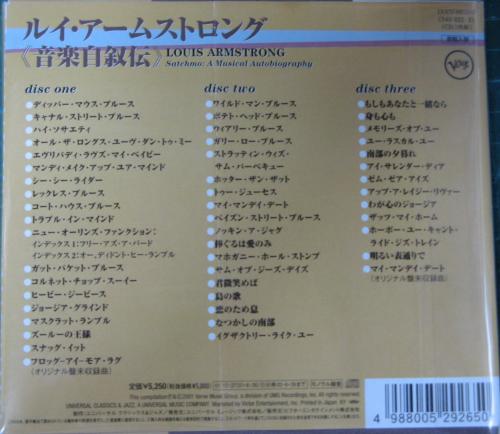 ルイ・アームストロング
《音楽自叙伝》 LOUIS ARMSTRONG
Satchmo: A Musical Autobiography
Verve
disc one
ディッパー・マウス・ブルース
キャナル・ストリート・ブルース
ハイ・ソサエティ
オール・ザ・ロングス・ユーヴ・ダン・トゥ・ミー
エヴリバディ・ラヴズ・マイ・ベイビー
マンディ・メイク・アップ・ユア・マインド
シー・シー・ライダー
レックレス・ブルース
コート・ハウス・ブルース
トラブル・イン・マインド
ニュー・オーリンズ・ファンクション:
インデックス1:フリー・アズ・ア・バード
インデックス2:オー、ディドント・ヒー・ランブル
ガット・バケット・ブルース
コルネット・チョップ・スーイー
ヒービー・ジービース
ジョージア・グラインド
マスクラット・ランブル
ズールーの王様
スナッグ・イット
フロッグーアイーモア・ラグ
(オリジナル盤未収録曲)
disc two
ワイルド・マン・ブルース
ポテト・ヘッド・ブルース
ウィアリー・ブルース
ガリー・ロー・ブルース
ストラッティン・ウィズ・
サム・バーベキュー
ホッター・ザン・ザット
トゥー・ジュースズ
マイ・マンデイ・デート
ベイズン・ストリート・ブルース
ノッキン・ア・ジャグ
捧ぐるは愛のみ
マホガニー・ホール・ストンプ
サム・オブ・ジーズ・デイズ
君微笑めば
島の歌
恋のため息
なつかしの南部
イグザクトリー・ライク・ユー
disc three
もしもあなたと一緒なら
身も心も
メモリーズ・オブ・ユー
ユー・ラスカル・ユー
南部の夕暮れ
アイ・サレンダー・ディア
ゼム・ゼア・アイズ
アップ・ア・レイジー・リヴァー
わが心のジョージア
ザッツ・マイ・ホーム
ホーボー・ユー・キャント・
ライド・ジズ・トレイン
明るい表通りで
マイ・マンデイ・デート
(オリジナル盤未収録曲)
定価¥5,250(税抜価格¥5,000)
UNIVERSAL CLASSICS & JAZZ, A UNIVERSAL MUSIC COMPANY
4 988005 292650